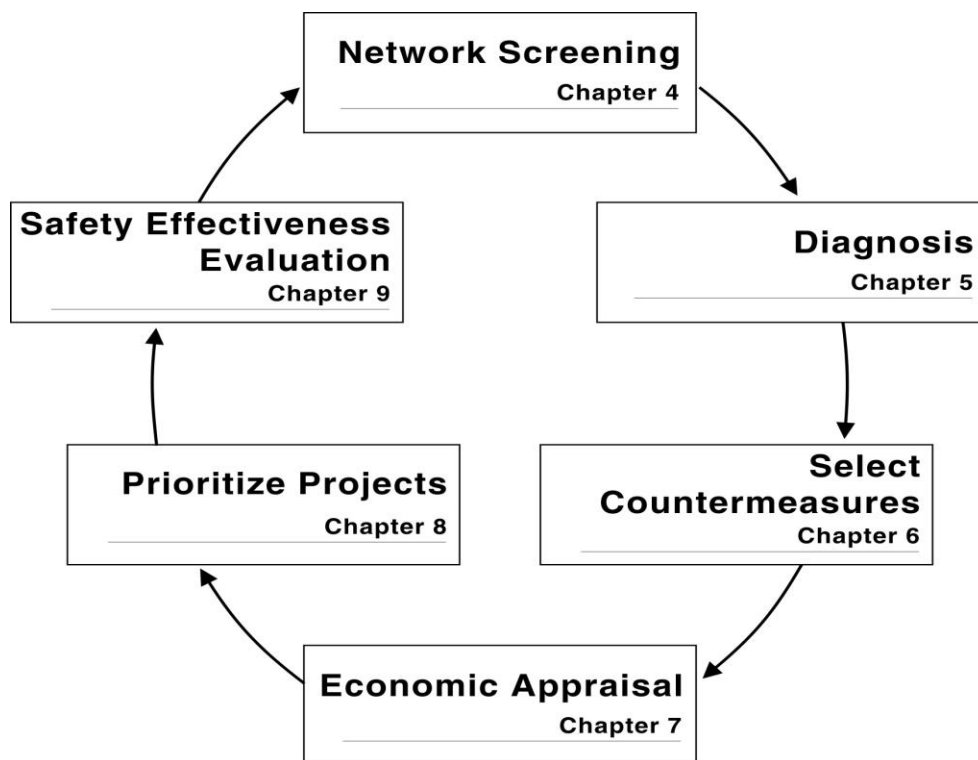 Network Screening
Chapter 4
Diagnosis
Chapter 5
Select
Countermeasures
Chapter 6
Economic Appraisal
Chapter 7
Prioritize Projects
Chapter 8
Safety Effectiveness
Evaluation
Chapter 9